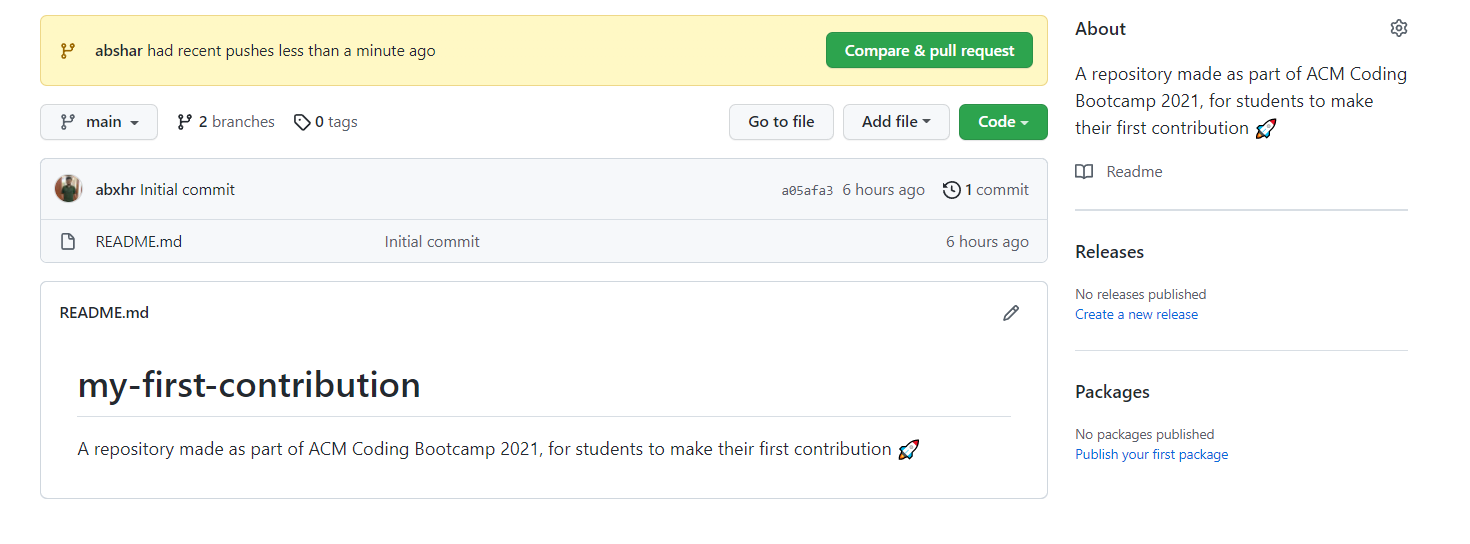 abshar had recent pushes less than a minute ago
Compare & pull request
main
2 branches
0 tags
Go to file
Add file
Code
abxhr Initial commit
a05afa3 6 hours ago
1 commit
README.md
Initial commit
6 hours ago
README.md
my-first-contribution
A repository made as part of ACM Coding Bootcamp 2021, for students to make their first contribution 🚀
About
A repository made as part of ACM Coding
Bootcamp 2021, for students to make
their first contribution 🚀
Readme
Releases
No releases published
Create a new release
Packages
No packages published
Publish your first package